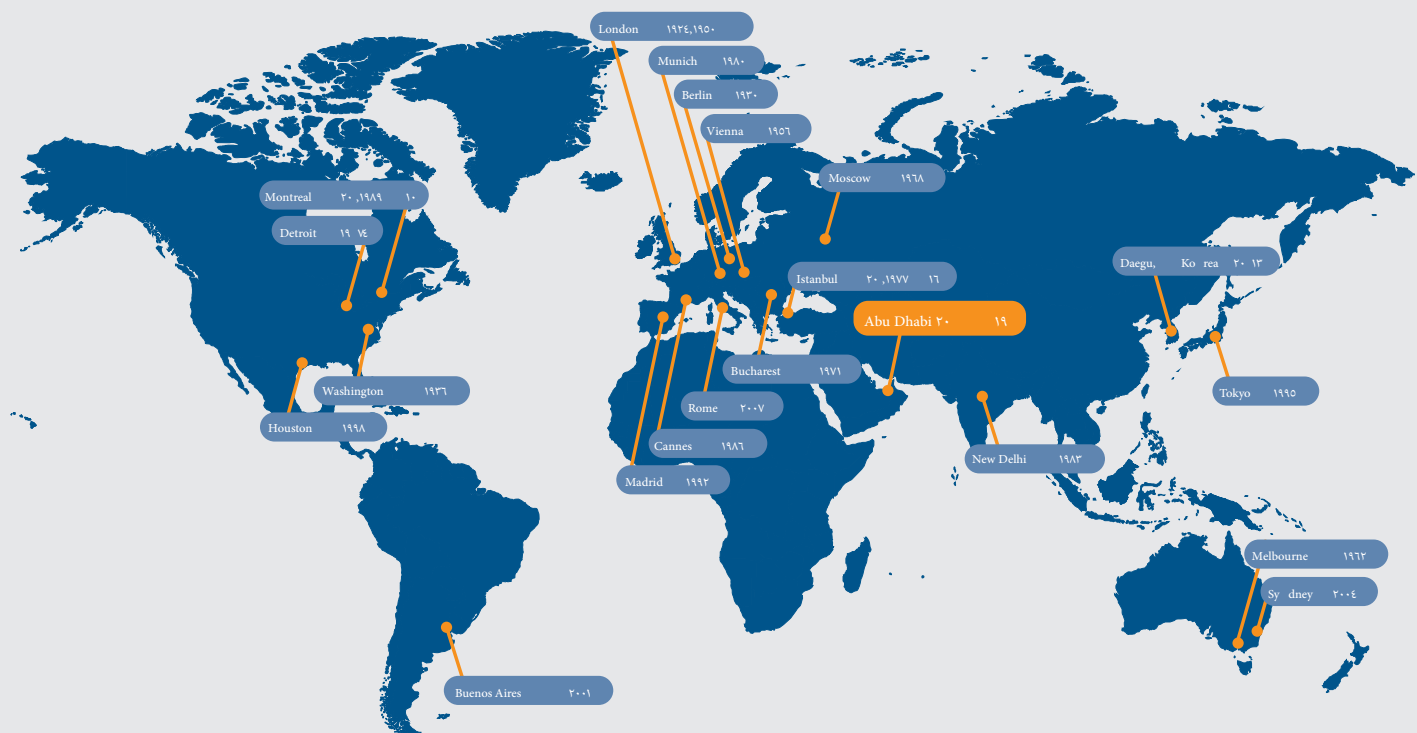 London ١٩٢٤,١٩٥٠
Munich ١٩٨٠
Berlin ١٩٣٠
Vienna ١٩٥٦
Moscow ١٩٦٨
Montreal ٢٠ ,١٩٨٩ ١٠
Detroit ١٩ ٧٤
Daegu, Ko rea ٢٠ ١٣
Istanbul ٢٠ ,١٩٧٧ ١٦
Abu Dhabi ٢٠ ١٩
Bucharest ١٩٧١
Washington ١٩٣٦
Tokyo ١٩٩٥
Rome ٢٠٠٧
Houston ١٩٩٨
Cannes ١٩٨٦
New Delhi ١٩٨٣
Madrid ١٩٩٢
Melbourne ١٩٦٢
Sy dney ٢٠٠٤
Buenos Aires ٢٠٠١